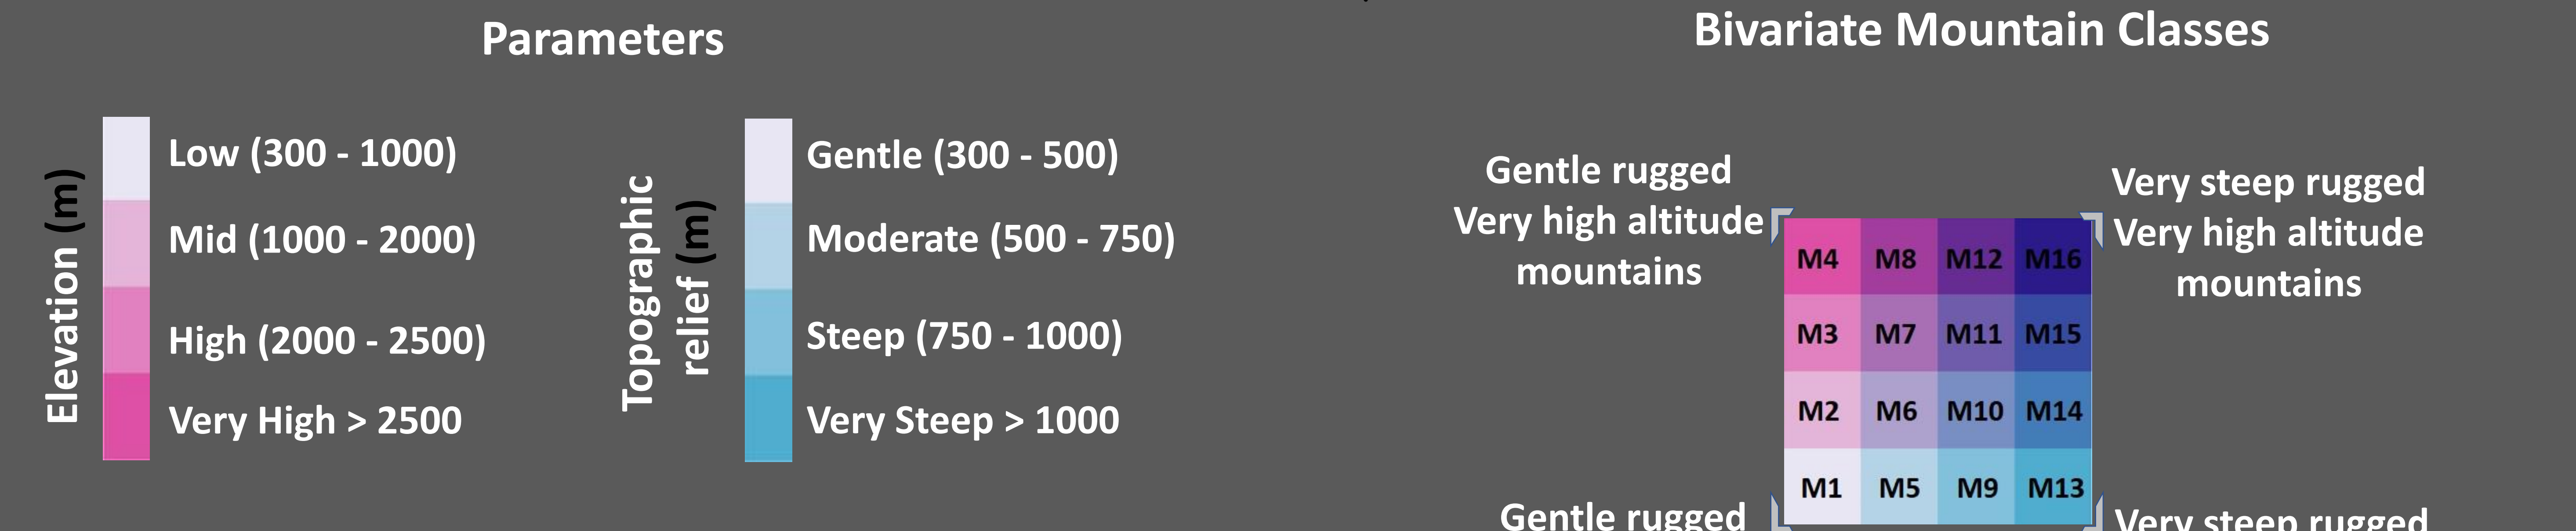 Parameters
Elevation (m)
Low (300 - 1000)
Mid (1000 - 2000)
High (2000 - 2500)
Very High > 2500
Topographic
relief (m)
Gentle (300 - 500)
Moderate (500 - 750)
Steep (750 - 1000)
Very Steep > 1000
Bivariate Mountain Classes
Gentle rugged
Very high altitude
mountains
Very steep rugged
Very high altitude
mountains
M4 M8 M12 M16
M3 M7 M11 M15
M2 M6 M10 M14
M1 M5 M9 M13
Gentle rugged
Very steep rugged